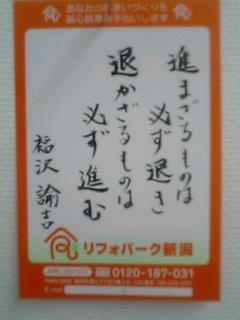 あなたの住まいづくりを
誠心誠意お手伝いします
進まざるものは
必ず退き
退かざるものは
必ず進む
福沢諭吉
リフォパーク新潟
0120-187-031
E-mail